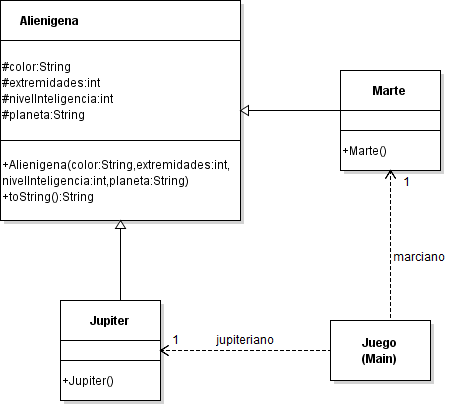 Alienigena
#color:String
#extremidades:int
#nivelInteligencia:int
#planeta:String
+Alienigena(color:String,extremidades:int,
nivelInteligencia:int,planeta:String)
+toString():String
Marte
+Marte()
1
marciano
Jupiter
+Jupiter()
1
jupiteriano
Juego
(Main)